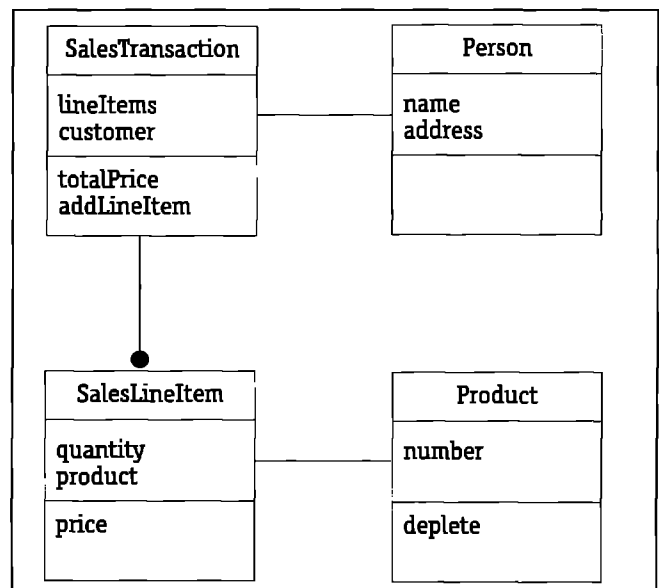 SalesTransaction
lineItems
customer
totalPrice
addLineItem
Person
name
address
SalesLineItem
quantity
product
price
Product
number
deplete